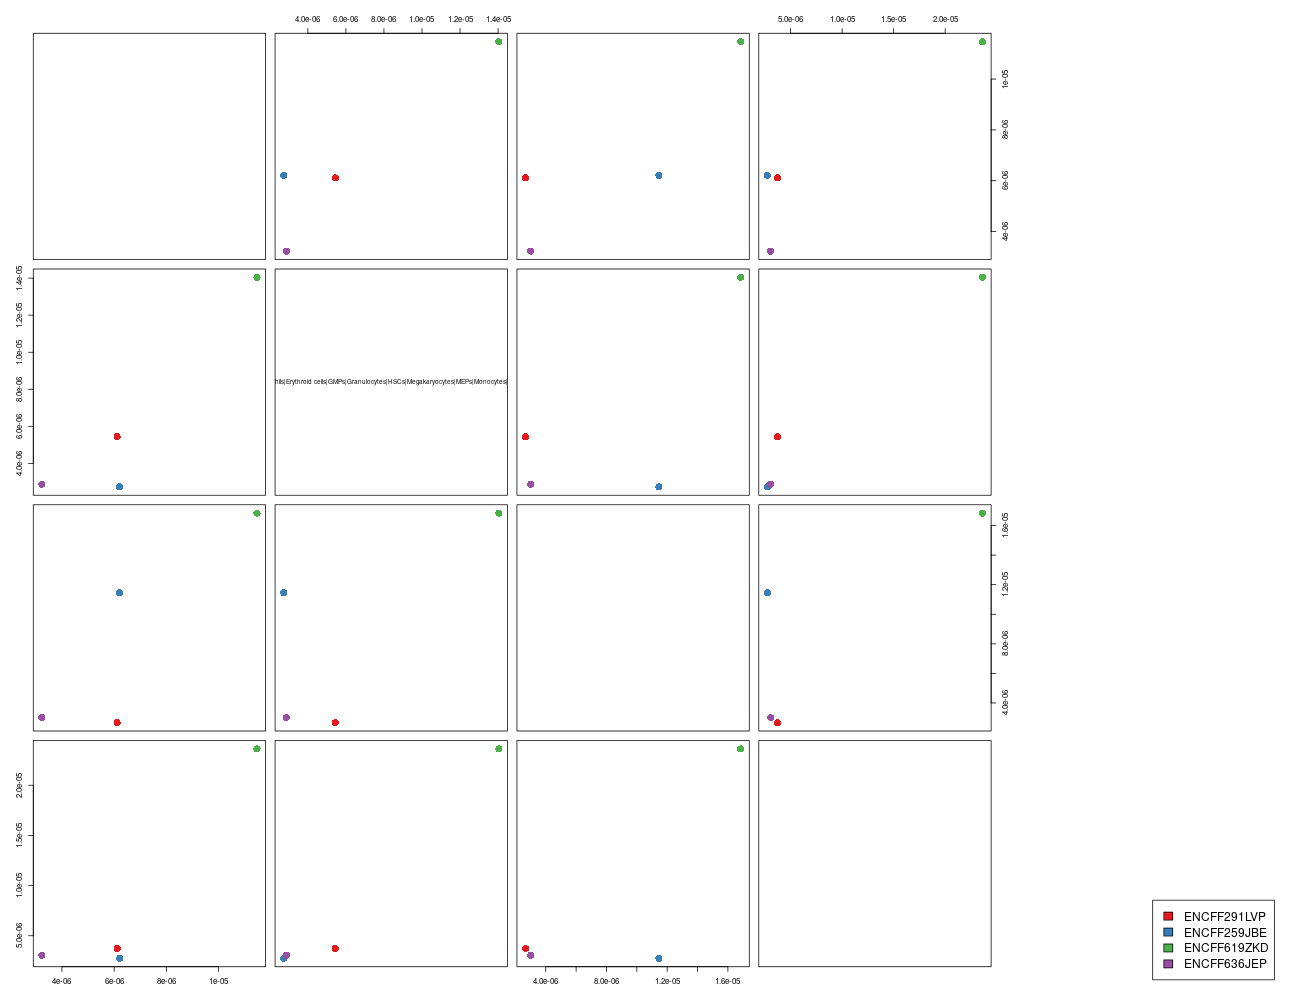 4.0e-06 6.0e-06 8.0e-06 1.0e-05 1.2e-05 1.4e-05
5.0e-06 1.0e-05 1.5e-05 2.0e-05
1e-05
8e-06
6e-06
4e-06
1.4e-05
1.2e-05
1.0e-05
8.0e-06
6.0e-06
4.0e-06
hils|Erythroid cells|GMPs|Granulocytes|HSCs|Megakaryocytes|MEPs|Monocytes|
1.6e-05
1.2e-05
8.0e-06
4.0e-06
2.0e-05
1.5e-05
1.0e-05
5.0e-06
4e-06 6e-06 8e-06 1e-05
4.0e-06 8.0e-06 1.2e-05 1.6e-05
ENCFF291LVP
ENCFF259JBE
ENCFF619ZKD
ENCFF636JEP